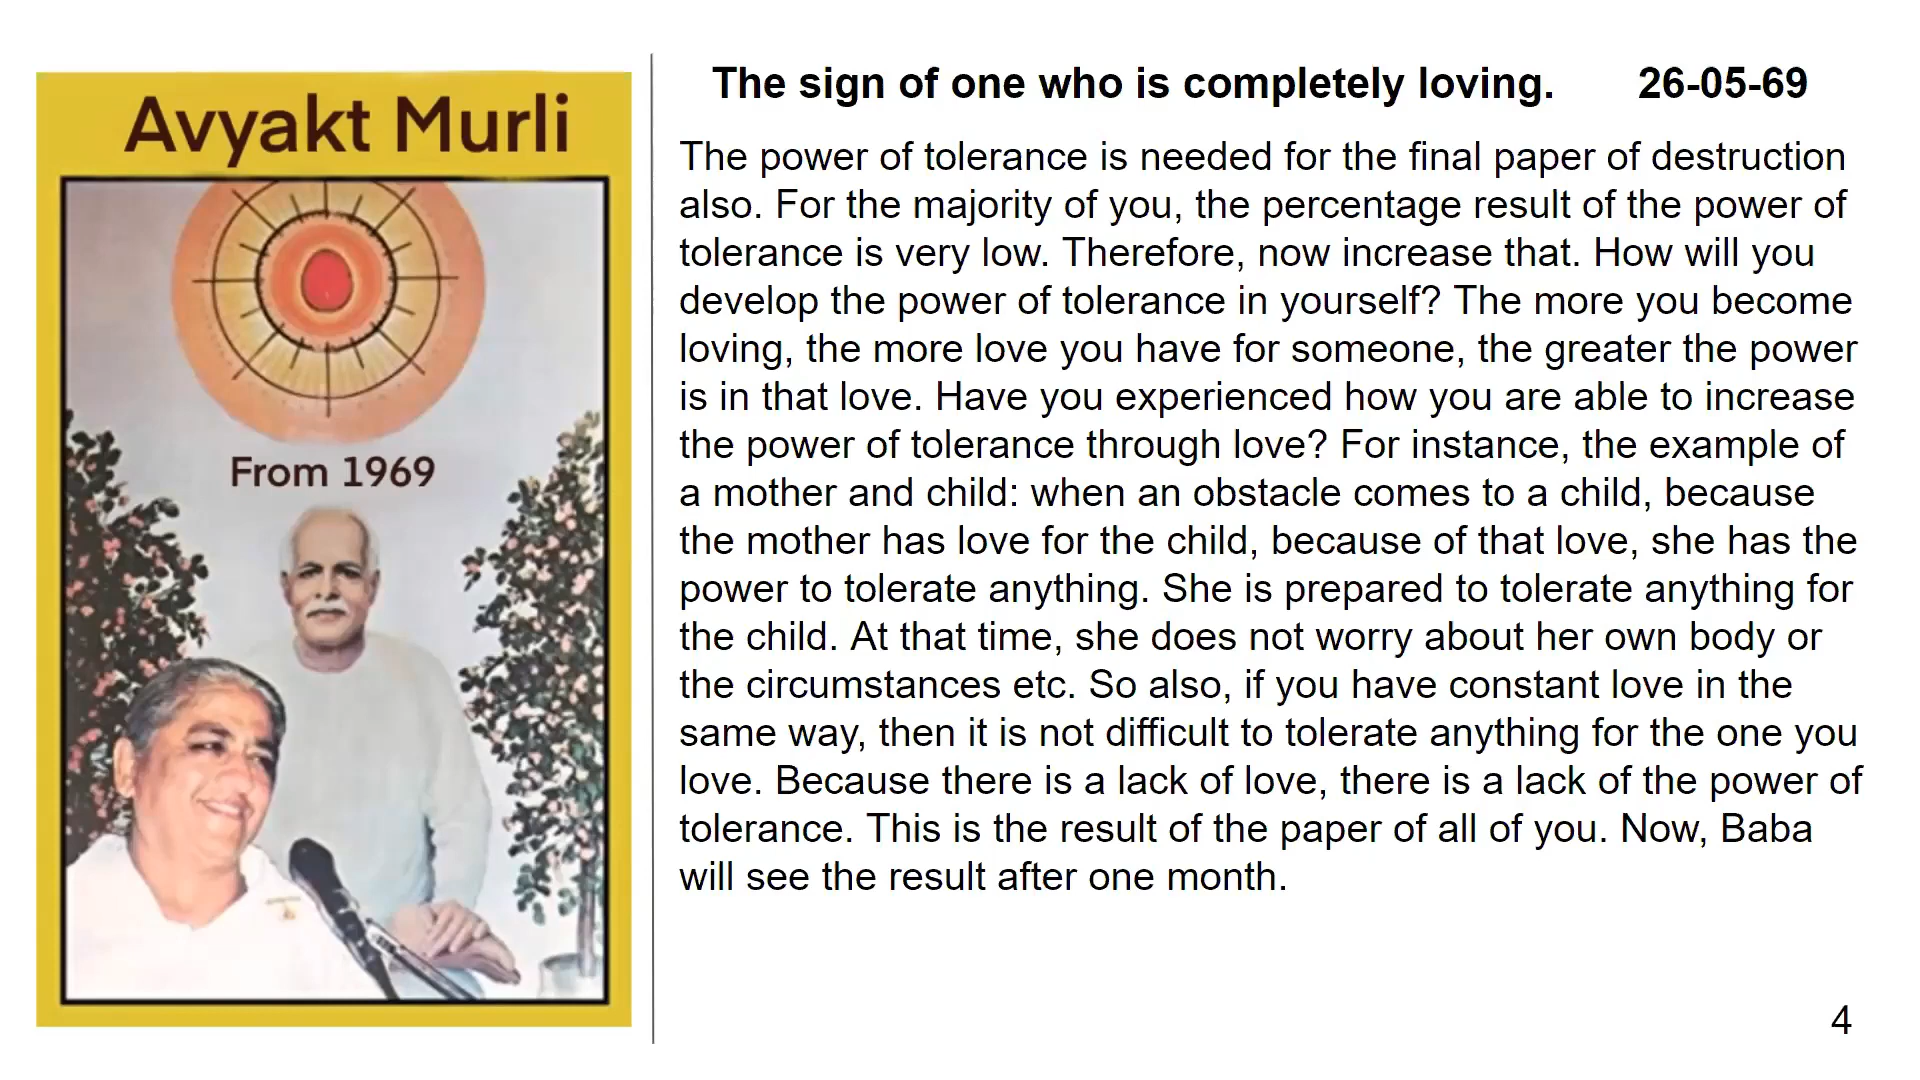 Avyakt Murli
From 1969
The sign of one who is completely loving. 26-05-69
The power of tolerance is needed for the final paper of destruction
also. For the majority of you, the percentage result of the power of
tolerance is very low. Therefore, now increase that. How will you
develop the power of tolerance in yourself? The more you become
loving, the more love you have for someone, the greater the power
is in that love. Have you experienced how you are able to increase
the power of tolerance through love? For instance, the example of
a mother and child: when an obstacle comes to a child, because
the mother has love for the child, because of that love, she has the
power to tolerate anything. She is prepared to tolerate anything for
the child. At that time, she does not worry about her own body or
the circumstances etc. So also, if you have constant love in the
same way, then it is not difficult to tolerate anything for the one you
love. Because there is a lack of love, there is a lack of the power of
tolerance. This is the result of the paper of all of you. Now, Baba
will see the result after one month.
4